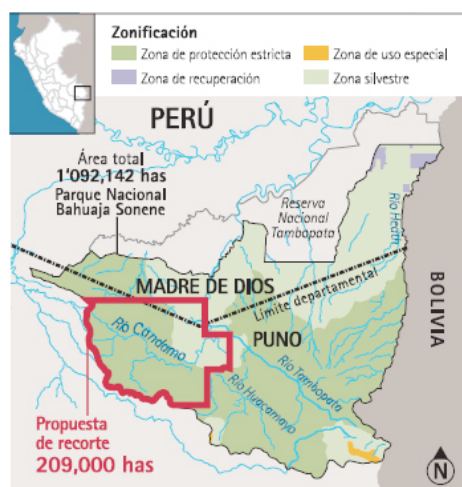 Zonificación
Zona de protección estricta
Zona de uso especial
Zona de recuperación
Zona silvestre
PERÚ
Área total
1'092,142 has
Parque Nacional
Bahuaja Sonene
Reserva
Nacional
Tambopata
Río Heath
MADRE DE DIOS
Límite departamental
BOLIVIA
Río Candamo
PUNO
Río Tambopata
Río Huacamayo
Propuesta
de recorte
209,000 has
N